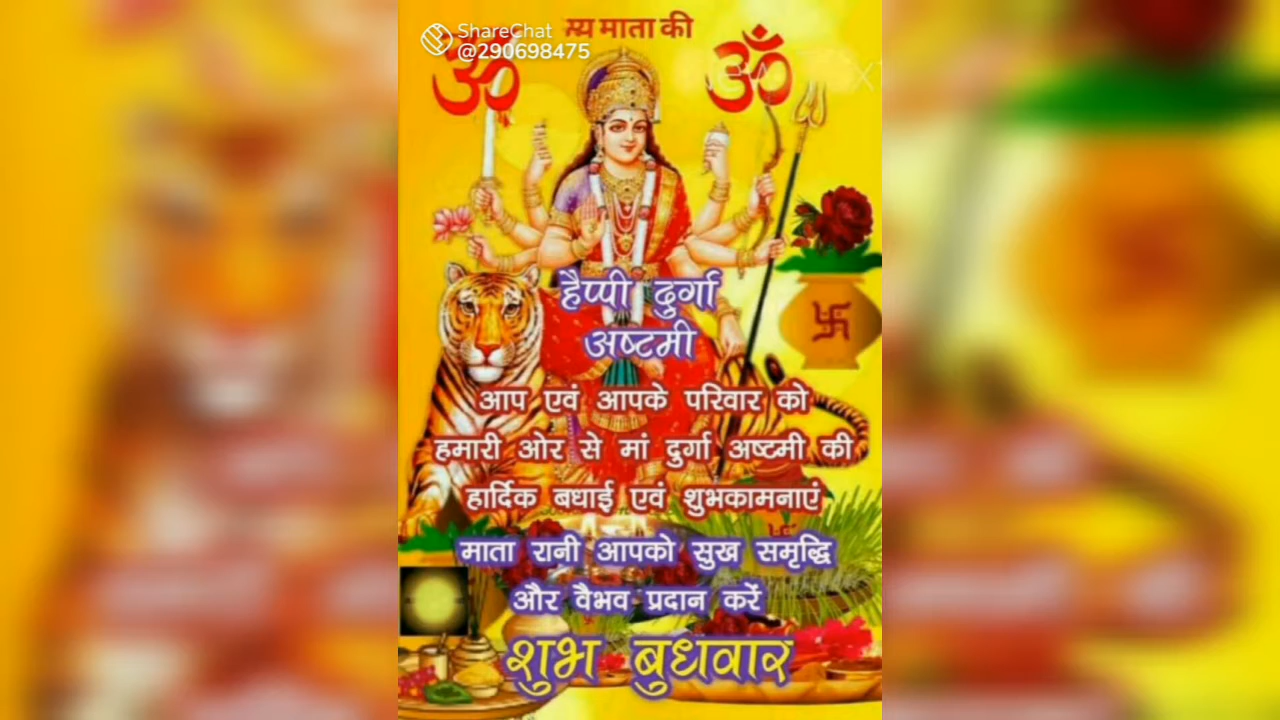 ShareChat
@290698475
माता की
ॐ ॐ
हैप्पी दुर्गा
अष्टमी
आप एवं आपके परिवार को
हमारी ओर से मां दुर्गा अष्टमी की
हार्दिक बधाई एवं शुभकामनाएं
माता रानी आपको सुख समृद्धि
और वैभव प्रदान करें
शुभ बुधवार